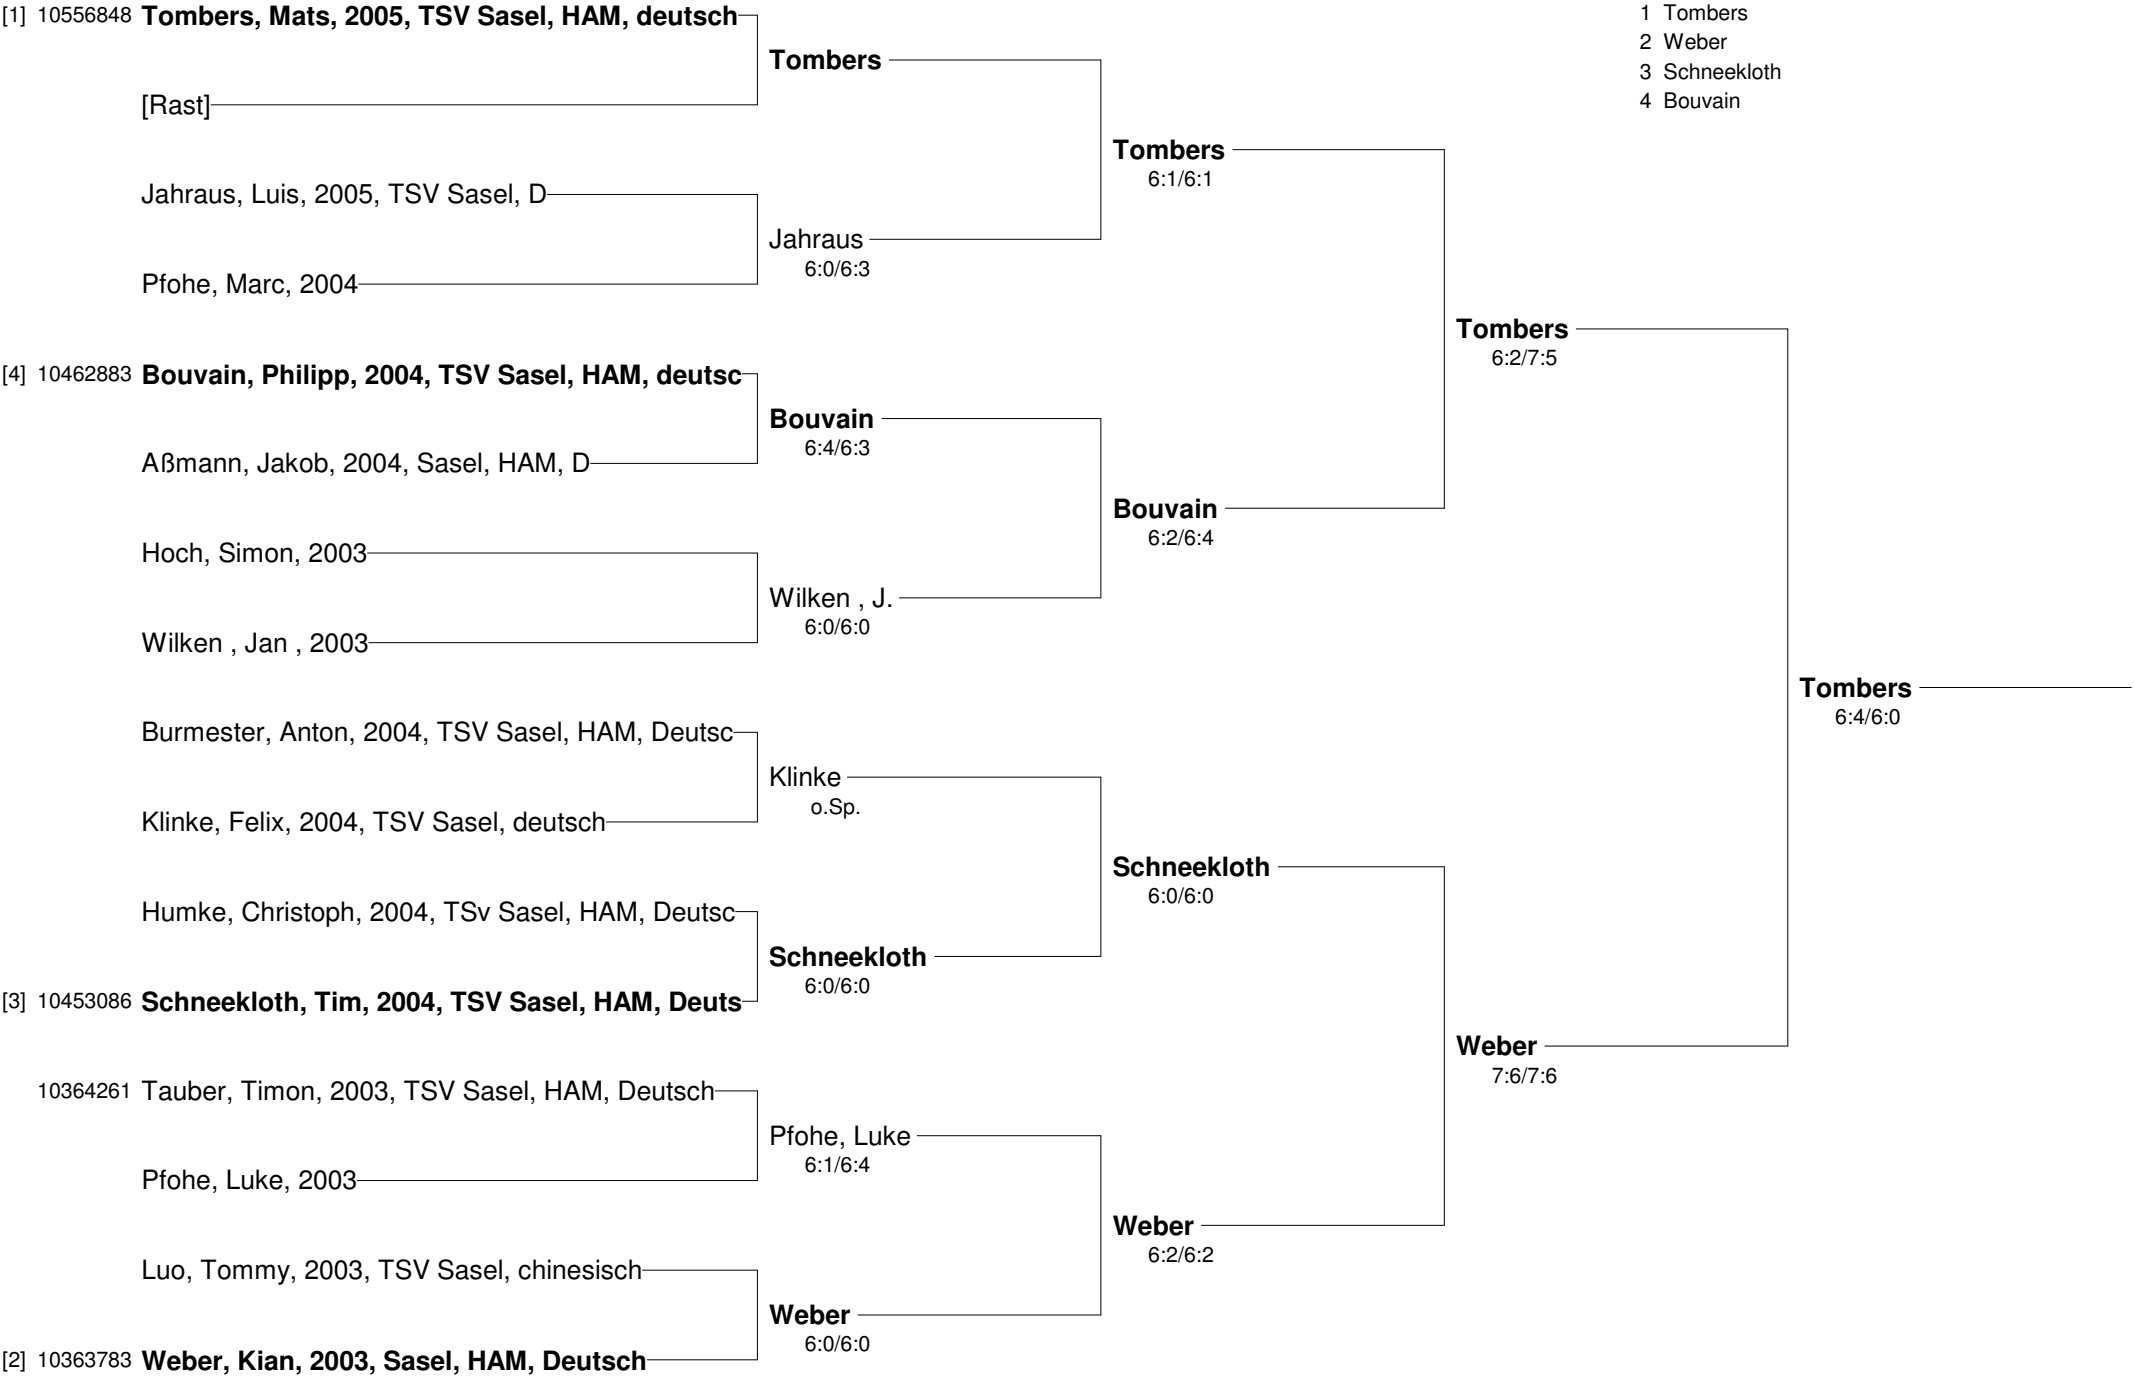 [1] 10556848 Tombers, Mats, 2005, TSV Sasel, HAM, deutsch
[Rast]
Jahraus, Luis, 2005, TSV Sasel, D
Pfohe, Marc, 2004
[4] 10462883 Bouvain, Philipp, 2004, TSV Sasel, HAM, deutsc
Aßmann, Jakob, 2004, Sasel, HAM, D
Hoch, Simon, 2003
Wilken , Jan , 2003
Burmester, Anton, 2004, TSV Sasel, HAM, Deutsc
Klinke, Felix, 2004, TSV Sasel, deutsch
Humke, Christoph, 2004, TSv Sasel, HAM, Deutsc
[3] 10453086 Schneekloth, Tim, 2004, TSV Sasel, HAM, Deuts
10364261 Tauber, Timon, 2003, TSV Sasel, HAM, Deutsch
Pfohe, Luke, 2003
Luo, Tommy, 2003, TSV Sasel, chinesisch
[2] 10363783 Weber, Kian, 2003, Sasel, HAM, Deutsch
Tombers
Jahraus
6:0/6:3
Bouvain
6:4/6:3
Wilken , J.
6:0/6:0
Klinke
o.Sp.
Schneekloth
6:0/6:0
Pfohe, Luke
6:1/6:4
Weber
6:0/6:0
Tombers
6:1/6:1
Bouvain
6:2/6:4
Schneekloth
6:0/6:0
Weber
6:2/6:2
Tombers
6:2/7:5
Weber
7:6/7:6
Tombers
6:4/6:0
1 Tombers
2 Weber
3 Schneekloth
4 Bouvain